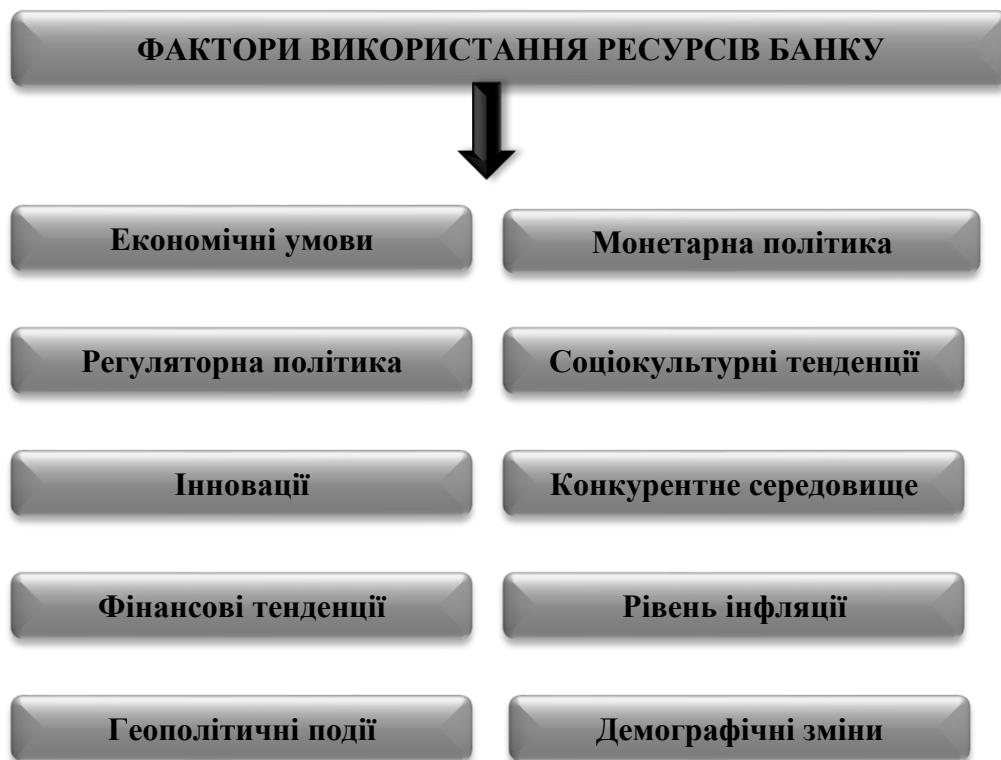 ФАКТОРИ ВИКОРИСТАННЯ РЕСУРСІВ БАНКУ
Економічні умови
Монетарна політика
Регуляторна політика
Соціокультурні тенденції
Інновації
Конкурентне середовище
Фінансові тенденції
Рівень інфляції
Геополітичні події
Демографічні зміни